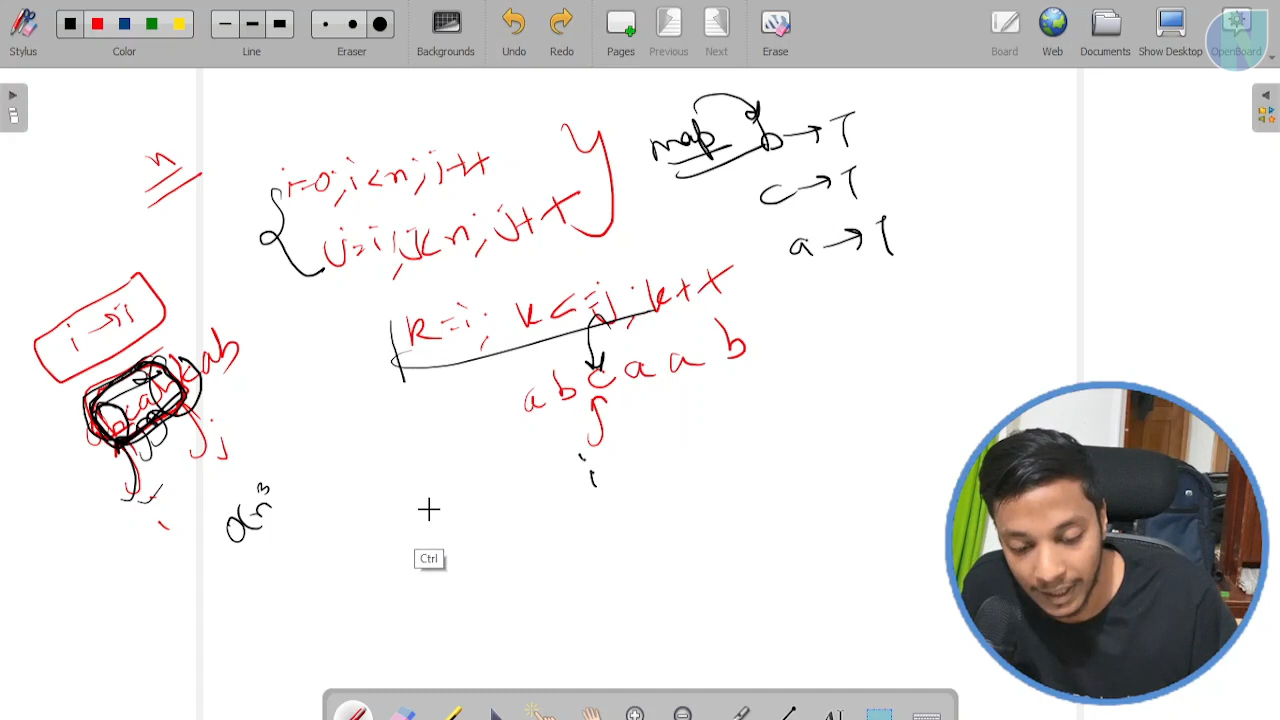 Stylus
Color
Line
Eraser
Backgrounds
Undo
Redo
Pages
Previous
Next
Erase
Board
Web
Documents
Show Desktop
OpenBoard
n
i=0; i<n; i++
j=i; j<n; j++
map b → T
c → T
a → T
k=i; k<=j; k++
i → j
a b c a a b
j
i
j
i
O(n³
Ctrl